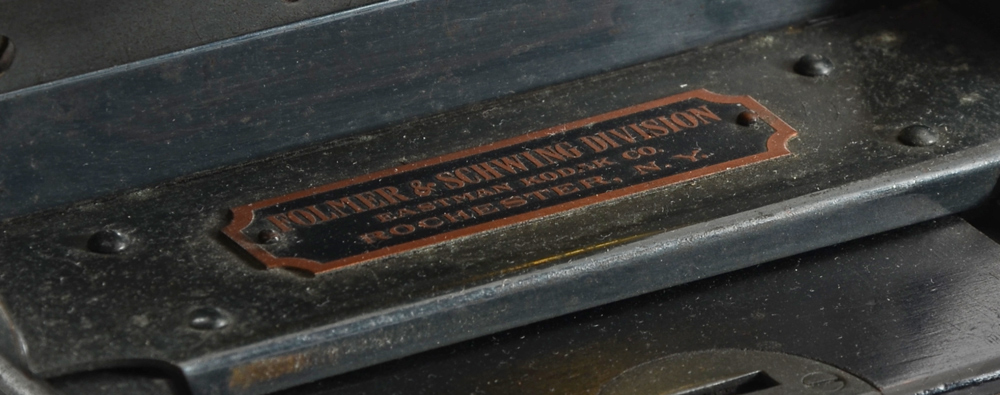 FOLMER & SCHWING DIVISION
EASTMAN KODAK CO.
ROCHESTER, N. Y.